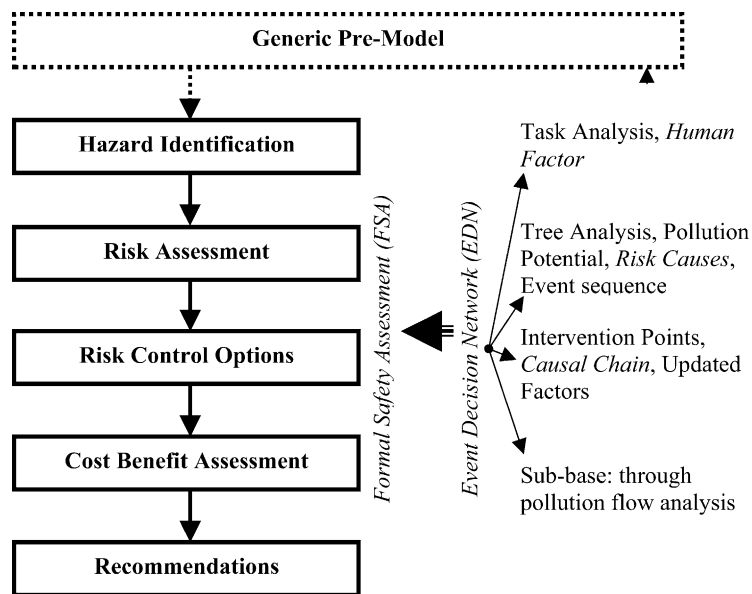 Generic Pre-Model
Hazard Identification
Risk Assessment
Risk Control Options
Cost Benefit Assessment
Recommendations
Formal Safety Assessment (FSA)
Event Decision Network (EDN)
Task Analysis, Human
Factor
Tree Analysis, Pollution
Potential, Risk Causes,
Event sequence
Intervention Points,
Causal Chain, Updated
Factors
Sub-base: through
pollution flow analysis